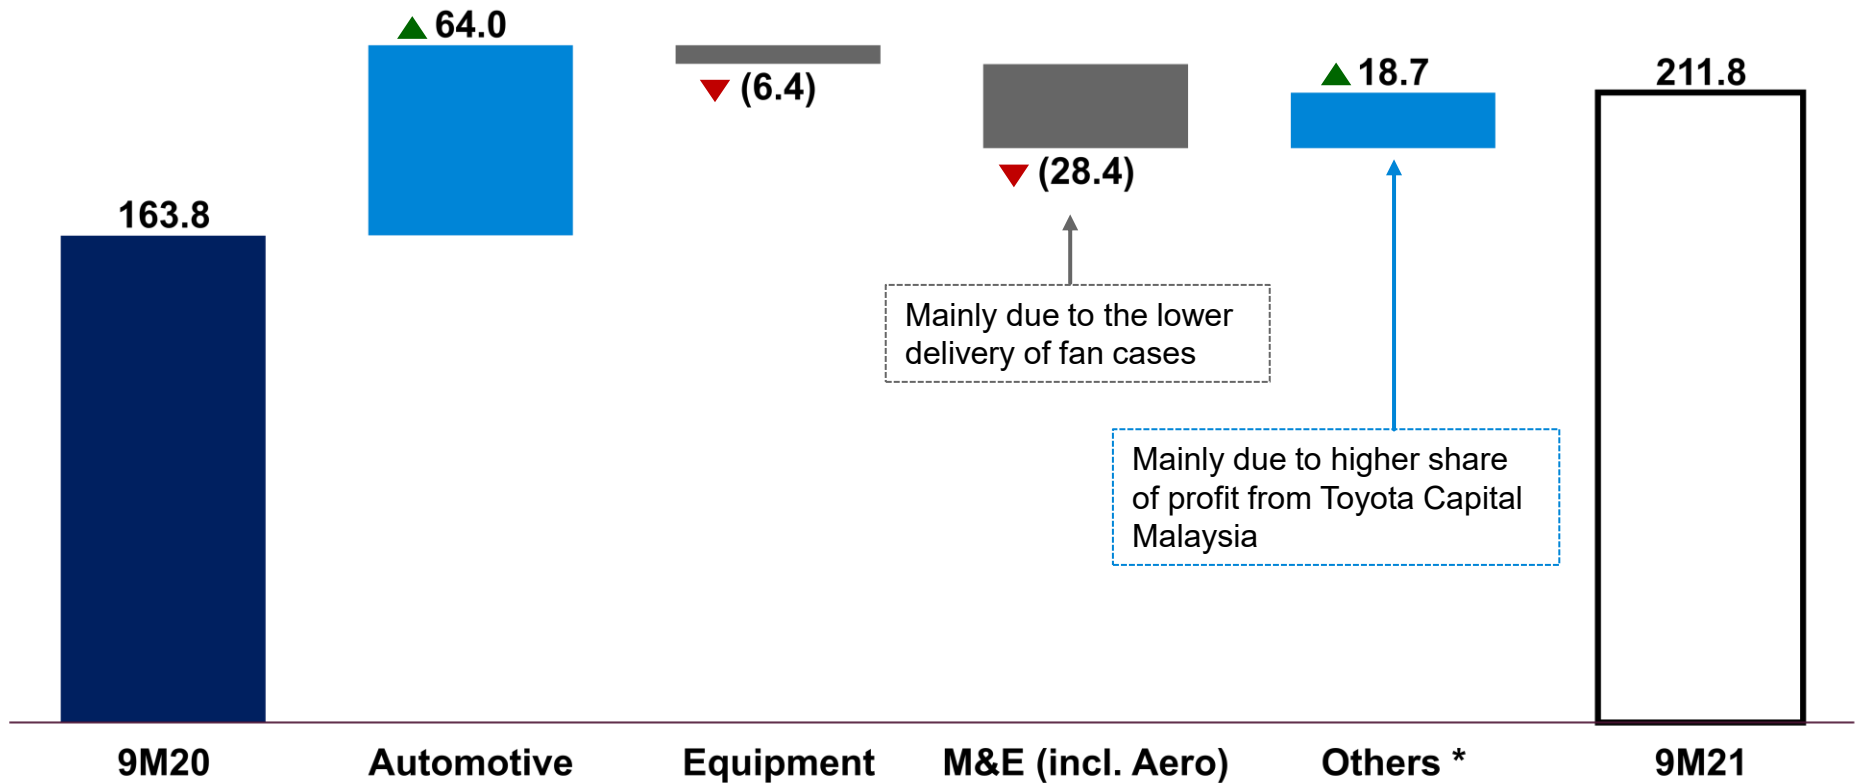 ▲ 64.0
▼ (6.4)
▲ 18.7
211.8
163.8
▼ (28.4)
Mainly due to the lower
delivery of fan cases
Mainly due to higher share
of profit from Toyota Capital
Malaysia
9M20
Automotive
Equipment
M&E (incl. Aero)
Others *
9M21